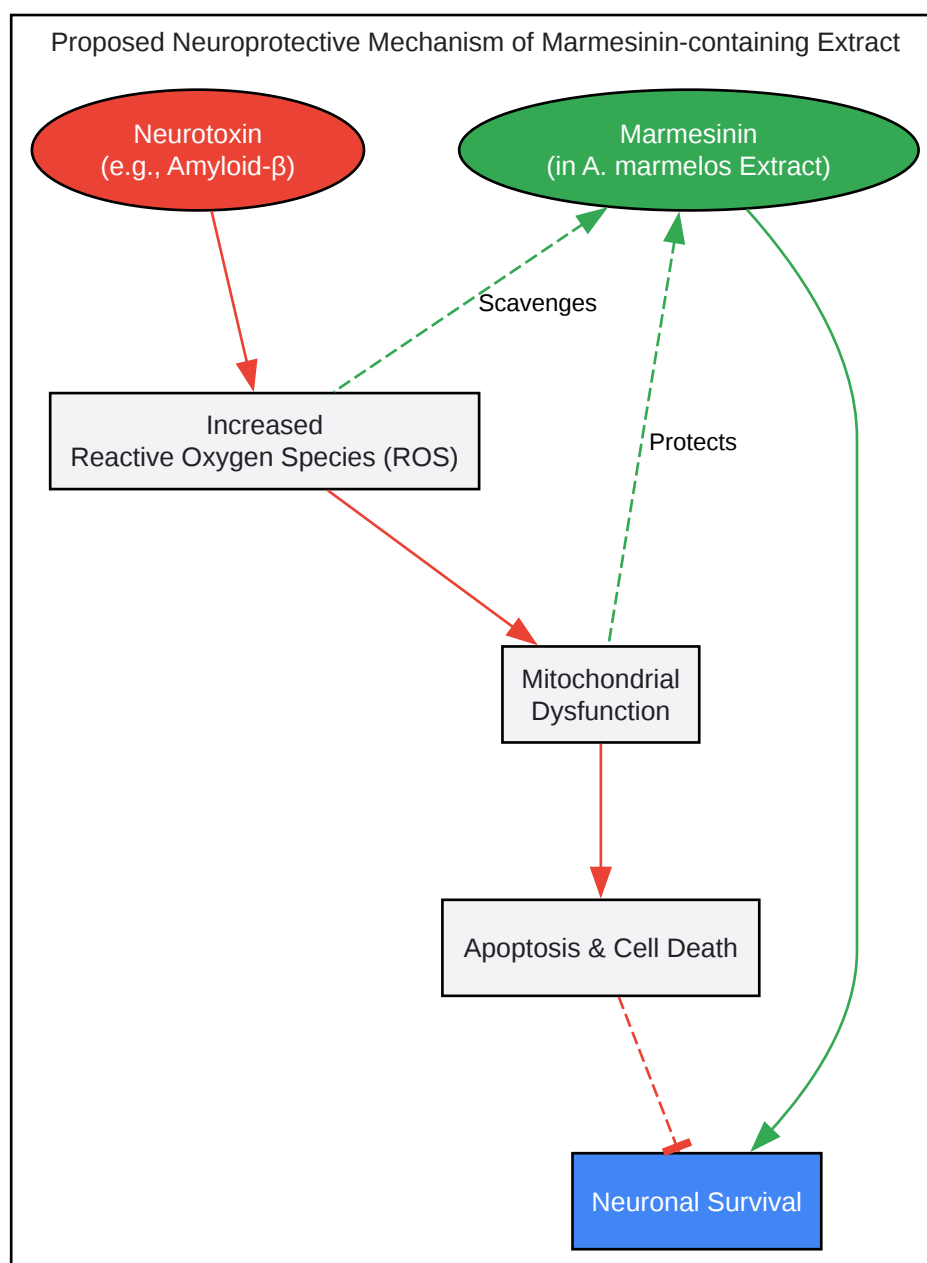 Proposed Neuroprotective Mechanism of Marmesinin-containing Extract
Neurotoxin
(e.g., Amyloid-β)
Marmesinin
(in A. marmelos Extract)
Scavenges
Increased
Reactive Oxygen Species (ROS)
Protects
Mitochondrial
Dysfunction
Apoptosis & Cell Death
Neuronal Survival